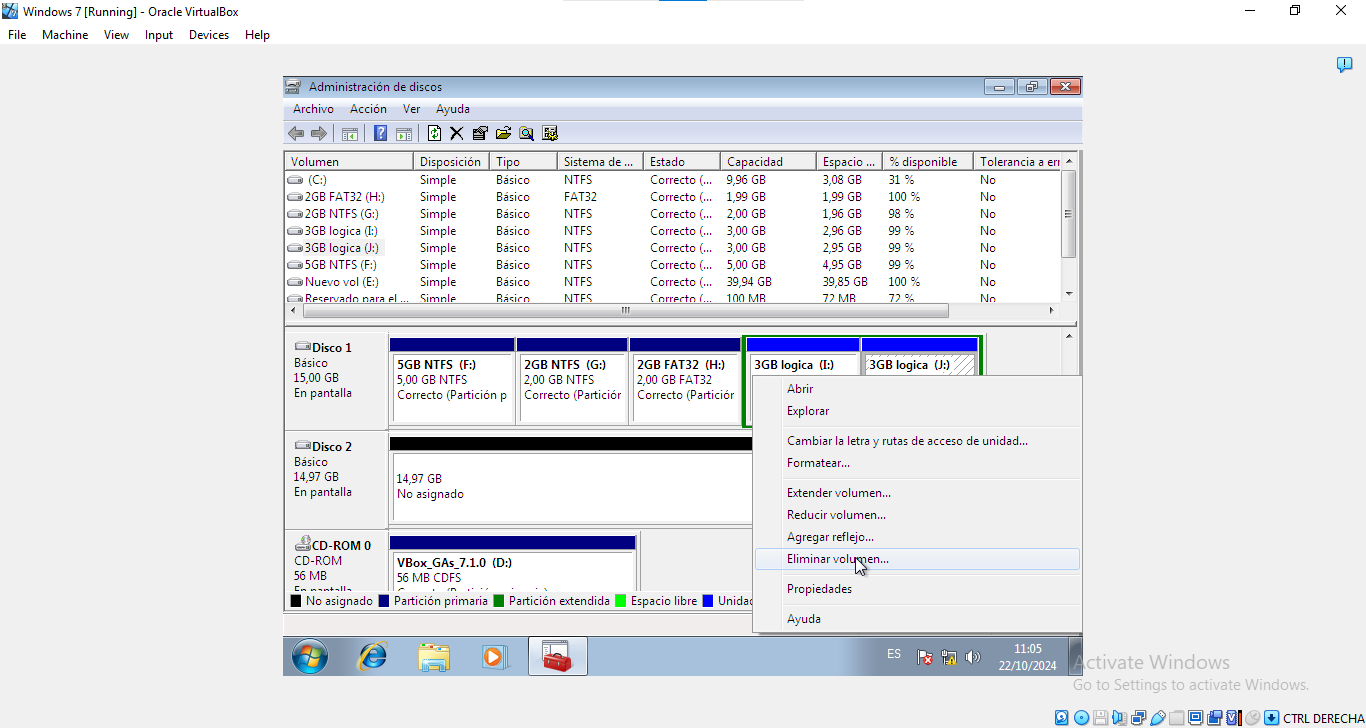 Windows 7 [Running] - Oracle VirtualBox
File Machine View Input Devices Help
Administración de discos
Archivo Acción Ver Ayuda
Volumen Disposición Tipo Sistema de ... Estado Capacidad Espacio ... % disponible Tolerancia a err
(C:) Simple Básico NTFS Correcto (... 9,96 GB 3,08 GB 31 % No
2GB FAT32 (H:) Simple Básico FAT32 Correcto (... 1,99 GB 1,99 GB 100 % No
2GB NTFS (G:) Simple Básico NTFS Correcto (... 2,00 GB 1,96 GB 98 % No
3GB logica (I:) Simple Básico NTFS Correcto (... 3,00 GB 2,96 GB 99 % No
3GB logica (J:) Simple Básico NTFS Correcto (... 3,00 GB 2,95 GB 99 % No
5GB NTFS (F:) Simple Básico NTFS Correcto (... 5,00 GB 4,95 GB 99 % No
Nuevo vol (E:) Simple Básico NTFS Correcto (... 39,94 GB 39,85 GB 100 % No
Reservado para el ... Simple Básico NTFS Correcto (... 100 MB 72 MB 72 % No
Disco 1
Básico
15,00 GB
En pantalla
5GB NTFS (F:)
5,00 GB NTFS
Correcto (Partición p
2GB NTFS (G:)
2,00 GB NTFS
Correcto (Partición
2GB FAT32 (H:)
2,00 GB FAT32
Correcto (Partición
3GB logica (I:)
3GB logica (J:)
Disco 2
Básico
14,97 GB
En pantalla
14,97 GB
No asignado
CD-ROM 0
CD-ROM
56 MB
En pantalla
VBox_GAs_7.1.0 (D:)
56 MB CDFS
No asignado Partición primaria Partición extendida Espacio libre Unidad
Abrir
Explorar
Cambiar la letra y rutas de acceso de unidad...
Formatear...
Extender volumen...
Reducir volumen...
Agregar reflejo...
Eliminar volumen...
Propiedades
Ayuda
ES
11:05
22/10/2024
Activate Windows
Go to Settings to activate Windows.
CTRL DERECHA